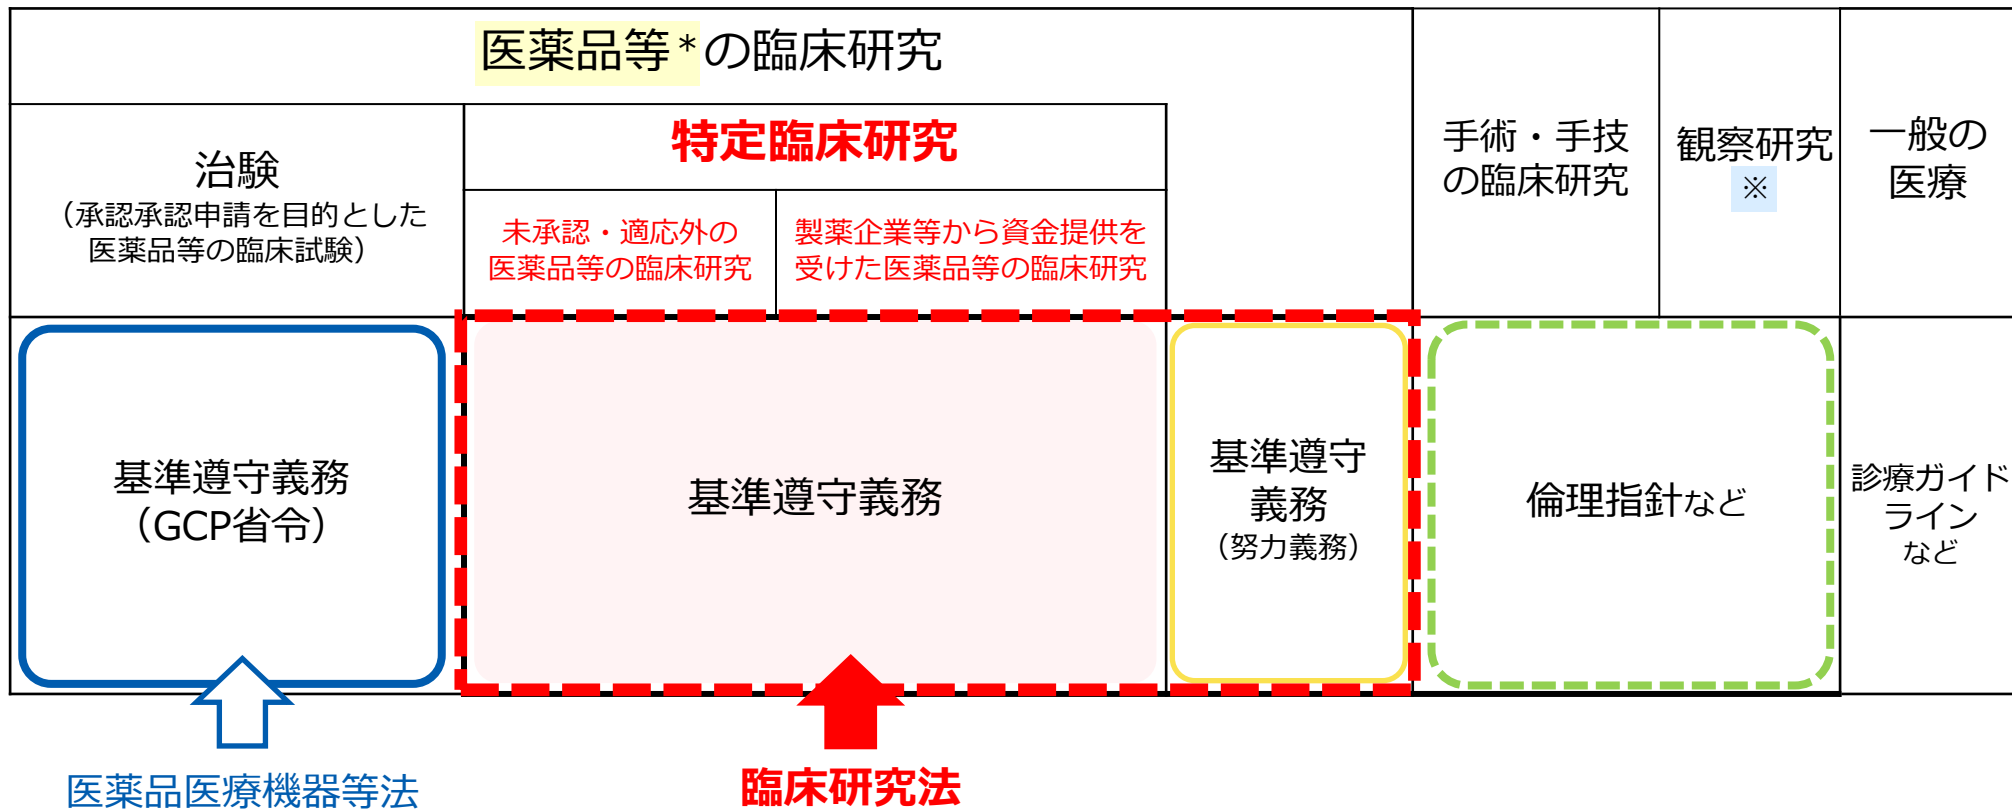 医薬品等*の臨床研究
治験
（承認承認申請を目的とした
医薬品等の臨床試験）
特定臨床研究
未承認・適応外の
医薬品等の臨床研究
製薬企業等から資金提供を
受けた医薬品等の臨床研究
手術・手技
の臨床研究
観察研究
※
一般の
医療
基準遵守義務
（GCP省令）
基準遵守義務
基準遵守
義務
（努力義務）
倫理指針など
診療ガイド
ライン
など
医薬品医療機器等法
臨床研究法